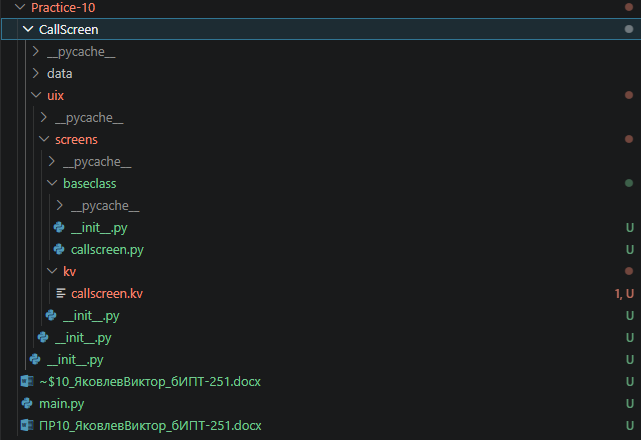 Practice-10
CallScreen
__pycache__
data
uix
__pycache__
screens
__pycache__
baseclass
__pycache__
__init__.py U
callscreen.py U
kv
callscreen.kv 1, U
__init__.py U
__init__.py U
__init__.py U
~$10_ЯковлевВиктор_бИПТ-251.docx
main.py U
ПР10_ЯковлевВиктор_бИПТ-251.docx U